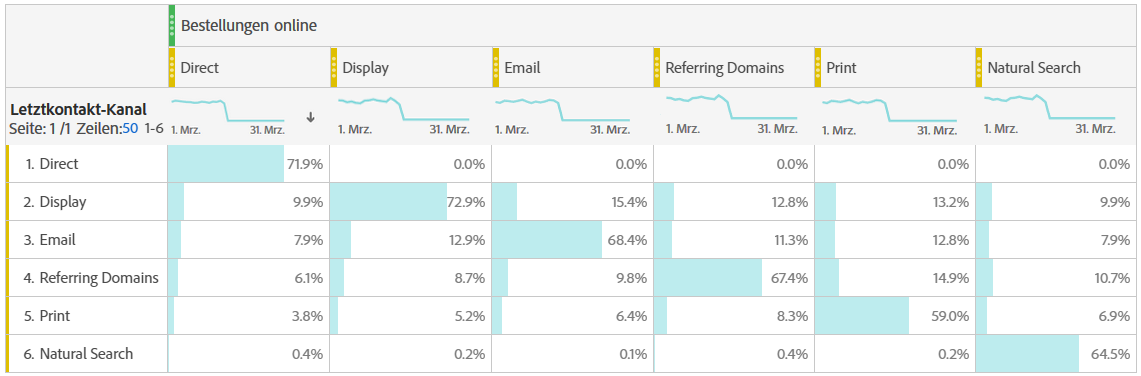 Bestellungen online
Direct Display Email Referring Domains Print Natural Search
Letztkontakt-Kanal
Seite: 1 /1 Zeilen:50 1-6 1. Mrz. 31. Mrz. 1. Mrz. 31. Mrz. 1. Mrz. 31. Mrz. 1. Mrz. 31. Mrz. 1. Mrz. 31. Mrz. 1. Mrz. 31. Mrz.
1. Direct 71.9% 0.0% 0.0% 0.0% 0.0% 0.0%
2. Display 9.9% 72.9% 15.4% 12.8% 13.2% 9.9%
3. Email 7.9% 12.9% 68.4% 11.3% 12.8% 7.9%
4. Referring Domains 6.1% 8.7% 9.8% 67.4% 14.9% 10.7%
5. Print 3.8% 5.2% 6.4% 8.3% 59.0% 6.9%
6. Natural Search 0.4% 0.2% 0.1% 0.4% 0.2% 64.5%